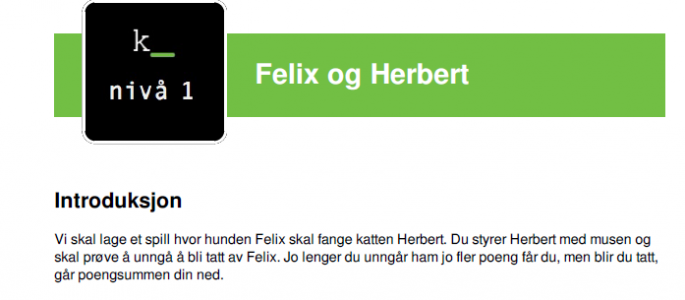 k_
nivå 1
Felix og Herbert
Introduksjon
Vi skal lage et spill hvor hunden Felix skal fange katten Herbert. Du styrer Herbert med musen og
skal prøve å unngå å bli tatt av Felix. Jo lenger du unngår ham jo fler poeng får du, men blir du tatt,
går poengsummen din ned.